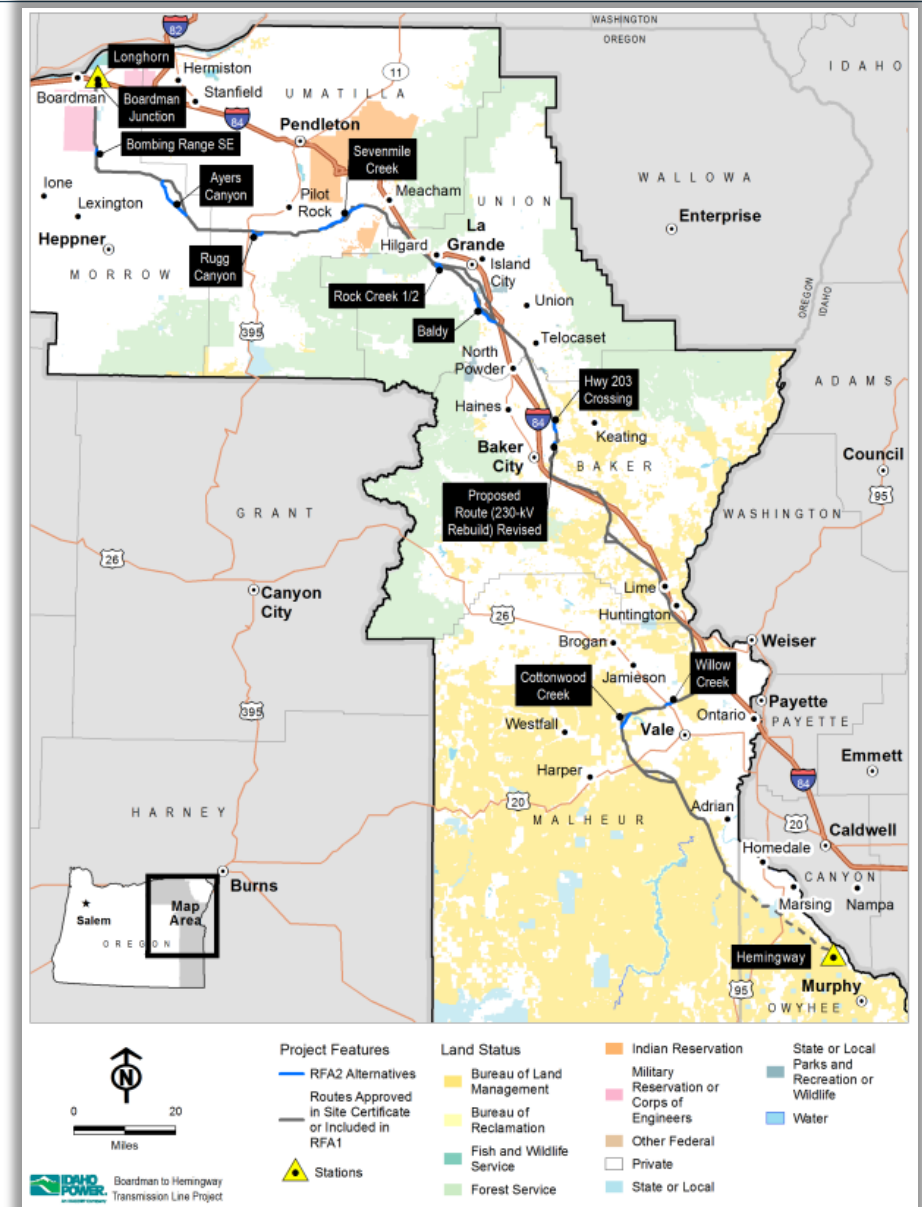 WASHINGTON
OREGON
82
Longhorn
Hermiston
Stanfield
11
IDAHO
Boardman
Boardman
Junction
UMATILLA
84
Pendleton
Bombing Range SE
Sevenmile
Creek
WALLOWA
Ione
Ayers
Canyon
Pilot
Rock
Meacham
Lexington
UNION
Enterprise
Heppner
MORROW
Rugg
Canyon
Hilgard
La
Grande
Island
City
Rock Creek 1/2
Union
OREGON
IDAHO
395
Baldy
Telocaset
North
Powder
ADAMS
Hwy 203
Crossing
Haines
84
Keating
Baker
City
BAKER
Council
95
Proposed
Route (230-kV
Rebuild) Revised
GRANT
WASHINGTON
26
Canyon
City
Lime
26
Huntington
Weiser
Brogan
Cottonwood
Creek
Jamieson
Willow
Creek
Payette
395
Westfall
Vale
Ontario
PAYETTE
Harper
84
Emmett
HARNEY
20
MALHEUR
Adrian
20
Caldwell
Homedale
Burns
CANYON
Salem
Map
Area
OREGON
Marsing
Nampa
Hemingway
95
Murphy
OWYHEE
N
0 20
Miles
IDAHO
POWER
Boardman to Hemingway
Transmission Line Project
Project Features
RFA2 Alternatives
Routes Approved
in Site Certificate
or Included in
RFA1
Stations
Land Status
Bureau of Land
Management
Bureau of
Reclamation
Fish and Wildlife
Service
Forest Service
Indian Reservation
Military
Reservation or
Corps of
Engineers
Other Federal
Private
State or Local
State or Local
Parks and
Recreation or
Wildlife
Water